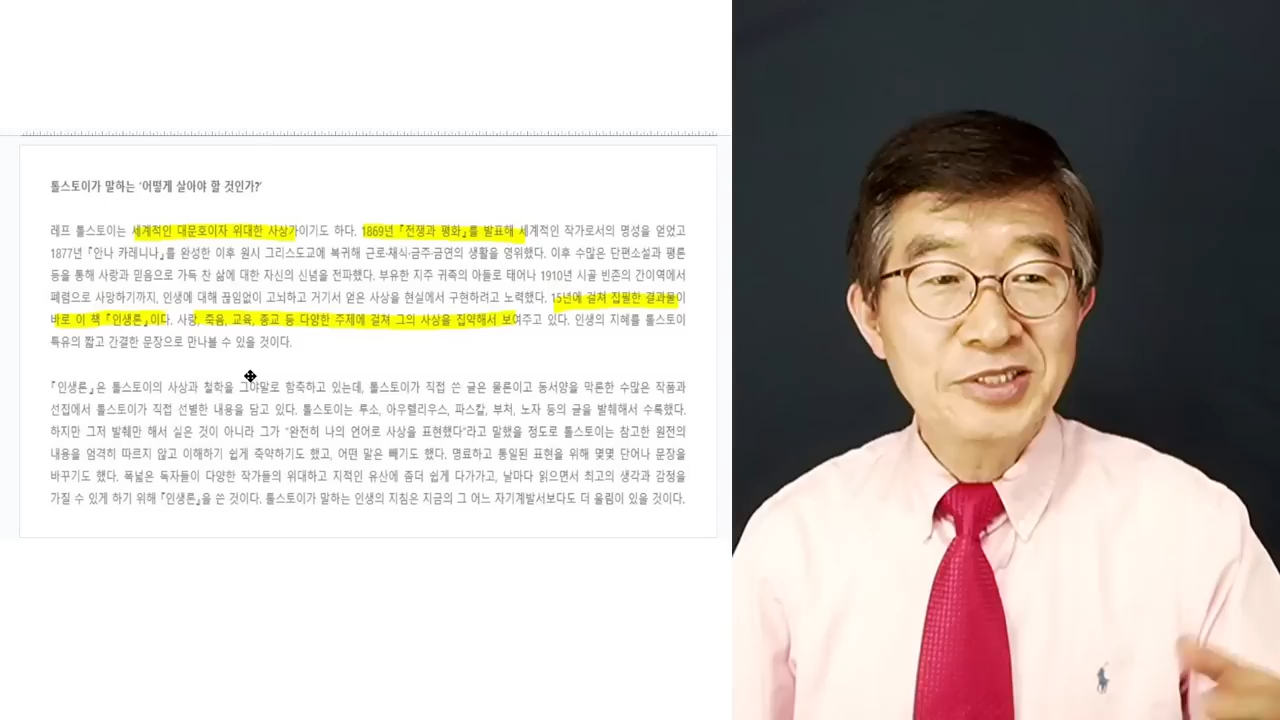 톨스토이가 말하는 '어떻게 살아야 할 것인가?'
레프 톨스토이는 세계적인 대문호이자 위대한 사상가이기도 하다. 1869년 『전쟁과 평화』를 발표해 세계적인 작가로서의 명성을 얻었고
1877년 『안나 카레니나』를 완성한 이후 원시 그리스도교에 복귀해 근로·채식·금주·금연의 생활을 영위했다. 이후 수많은 단편소설과 평론
등을 통해 사랑과 믿음으로 가득 찬 삶에 대한 자신의 신념을 전파했다. 부유한 지주 귀족의 아들로 태어나 1910년 시골 빈촌의 간이역에서
폐렴으로 사망하기까지, 인생에 대해 끊임없이 고뇌하고 거기서 얻은 사상을 현실에서 구현하려고 노력했다. 15년에 걸쳐 집필한 결과물이
바로 이 책 『인생론』이다. 사랑, 죽음, 교육, 종교 등 다양한 주제에 걸쳐 그의 사상을 집약해서 보여주고 있다. 인생의 지혜를 톨스토이
특유의 짧고 간결한 문장으로 만나볼 수 있을 것이다.
『인생론』은 톨스토이의 사상과 철학을 그야말로 함축하고 있는데, 톨스토이가 직접 쓴 글은 물론이고 동서양을 막론한 수많은 작품과
선집에서 톨스토이가 직접 선별한 내용을 담고 있다. 톨스토이는 루소, 아우렐리우스, 파스칼, 부처, 노자 등의 글을 발췌해서 수록했다.
하지만 그저 발췌만 해서 실은 것이 아니라 그가 "완전히 나의 언어로 사상을 표현했다"라고 말했을 정도로 톨스토이는 참고한 원전의
내용을 엄격히 따르지 않고 이해하기 쉽게 축약하기도 했고, 어떤 말은 빼기도 했다. 명료하고 통일된 표현을 위해 몇몇 단어나 문장을
바꾸기도 했다. 폭넓은 독자들이 다양한 작가들의 위대하고 지적인 유산에 좀더 쉽게 다가가고, 날마다 읽으면서 최고의 생각과 감정을
가질 수 있게 하기 위해 『인생론』을 쓴 것이다. 톨스토이가 말하는 인생의 지침은 지금의 그 어느 자기계발서보다도 더 울림이 있을 것이다.